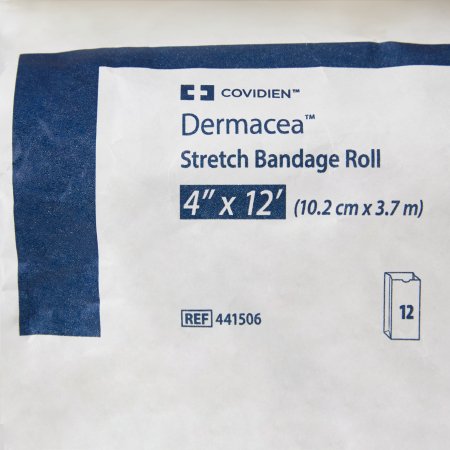 COVIDIEN™
Dermacea™
Stretch Bandage Roll
4" x 12' (10.2 cm x 3.7 m)
REF 441506
12